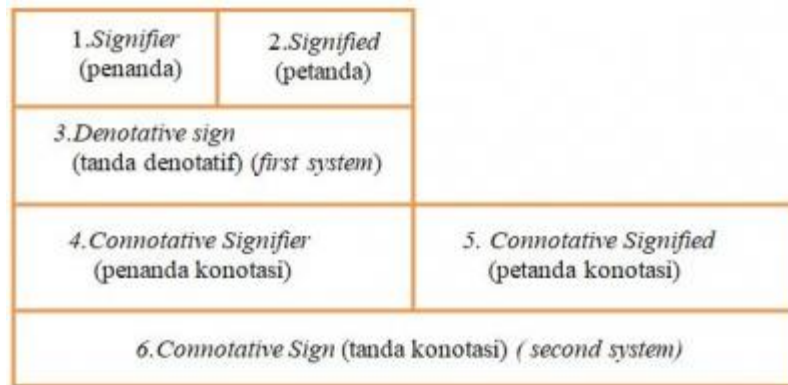 1.Signifier
(penanda)
2.Signified
(petanda)
3.Denotative sign
(tanda denotatif) (first system)
4.Connotative Signifier
(penanda konotasi)
5. Connotative Signified
(petanda konotasi)
6.Connotative Sign (tanda konotasi) ( second system)